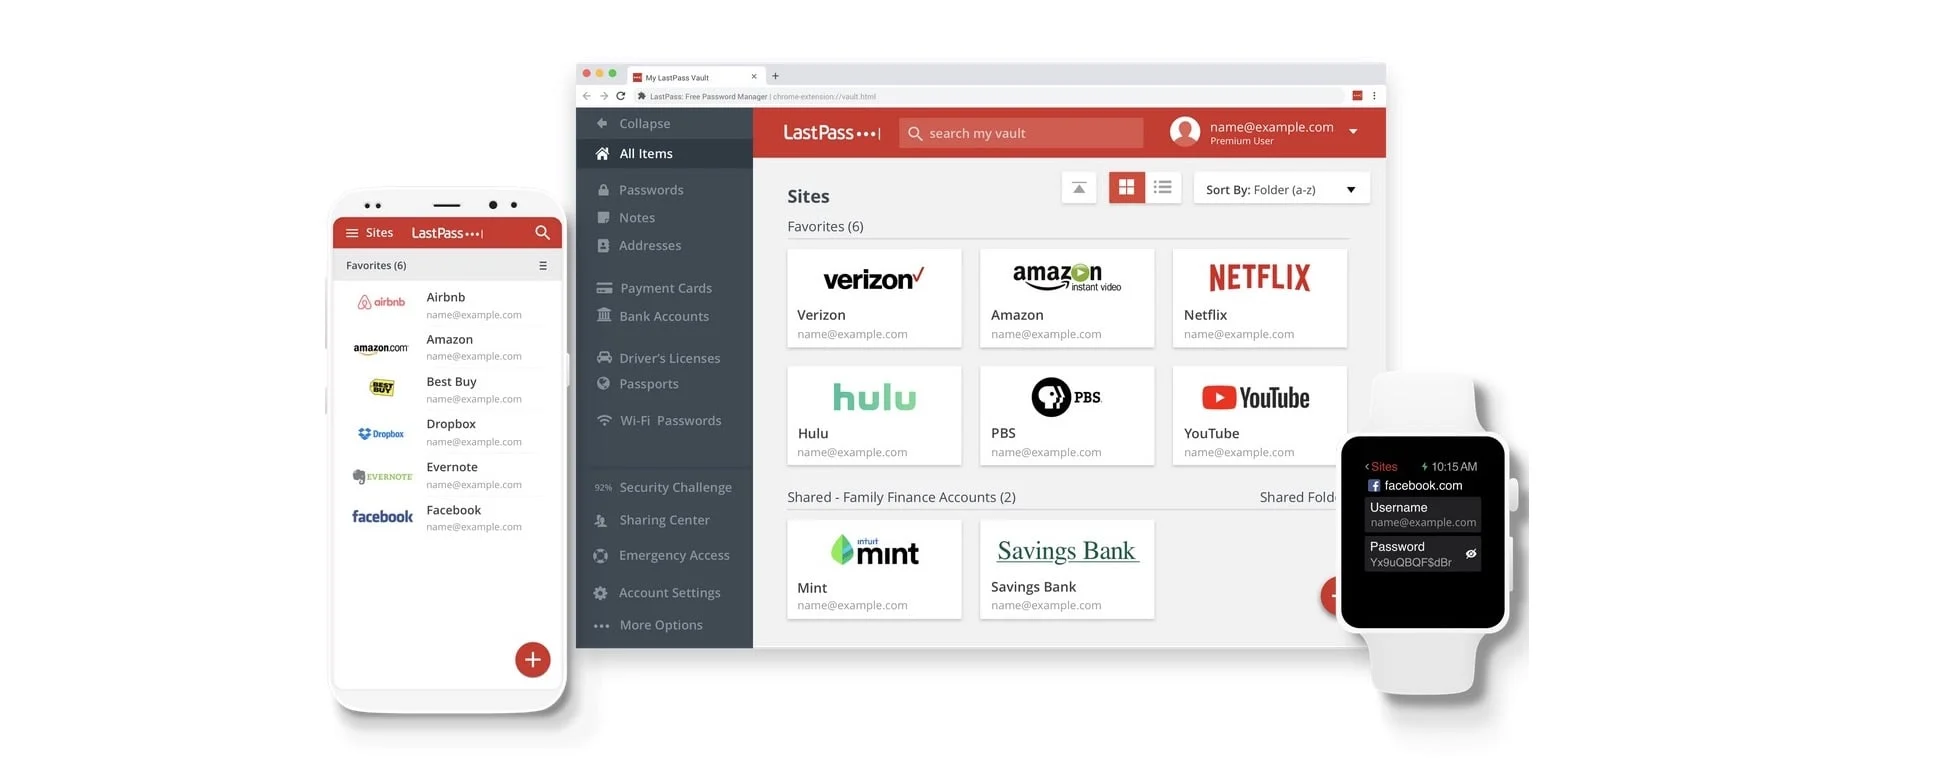 Sites LastPass•••|
Favorites (6)
airbnb Airbnb
name@example.com
amazon.com Amazon
name@example.com
BEST BUY Best Buy
name@example.com
Dropbox Dropbox
name@example.com
EVERNOTE Evernote
name@example.com
facebook Facebook
name@example.com
My LastPass Vault
LastPass: Free Password Manager | chrome-extension://vault.html
Collapse
All Items
Passwords
Notes
Addresses
Payment Cards
Bank Accounts
Driver's Licenses
Passports
Wi-Fi Passwords
92% Security Challenge
Sharing Center
Emergency Access
Account Settings
More Options
LastPass•••| search my vault name@example.com
Premium User
Sites
Sort By: Folder (a-z)
Favorites (6)
verizon
Verizon
name@example.com
amazon
instant video
Amazon
name@example.com
NETFLIX
Netflix
name@example.com
hulu
Hulu
name@example.com
PBS
PBS
name@example.com
YouTube
YouTube
name@example.com
Shared - Family Finance Accounts (2) Shared Folde
intuit
mint
Mint
name@example.com
Savings Bank
Savings Bank
name@example.com
Sites 10:15 AM
f facebook.com
Username
name@example.com
Password
Yx9uQBQF$dBr